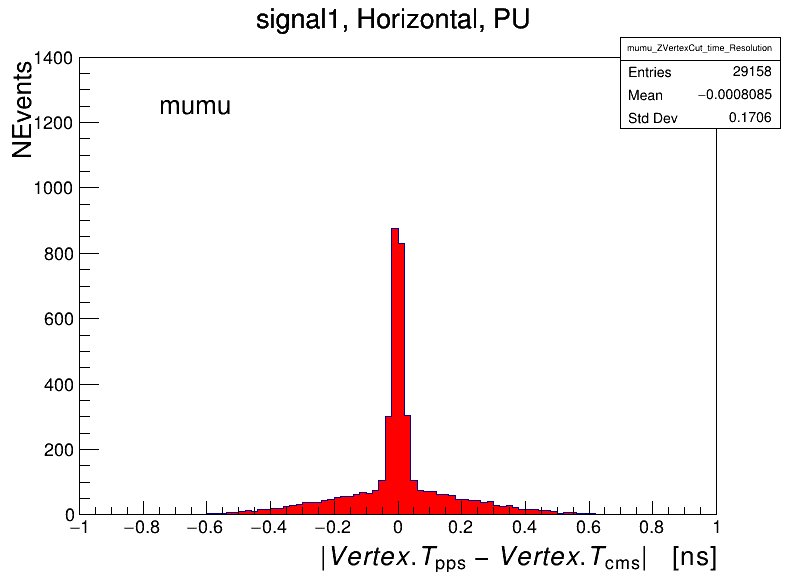 signal1, Horizontal, PU
mumu_ZVertexCut_time_Resolution
Entries 29158
Mean −0.0008085
Std Dev 0.1706
NEvents
mumu
1400
1200
1000
800
600
400
200
0
−1 −0.8 −0.6 −0.4 −0.2 0 0.2 0.4 0.6 0.8 1
|Vertex.Tpps − Vertex.Tcms| [ns]